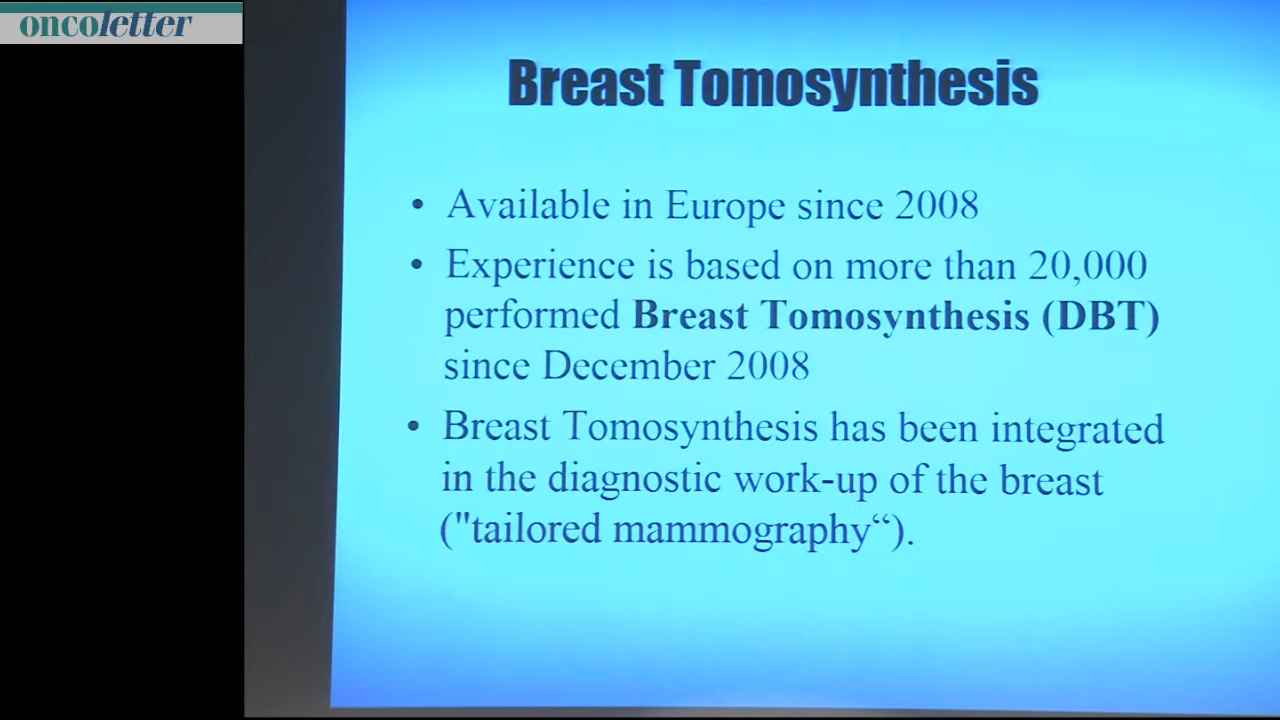 oncoletter
Breast Tomosynthesis
• Available in Europe since 2008
• Experience is based on more than 20,000
performed Breast Tomosynthesis (DBT)
since December 2008
• Breast Tomosynthesis has been integrated
in the diagnostic work-up of the breast
("tailored mammography“).